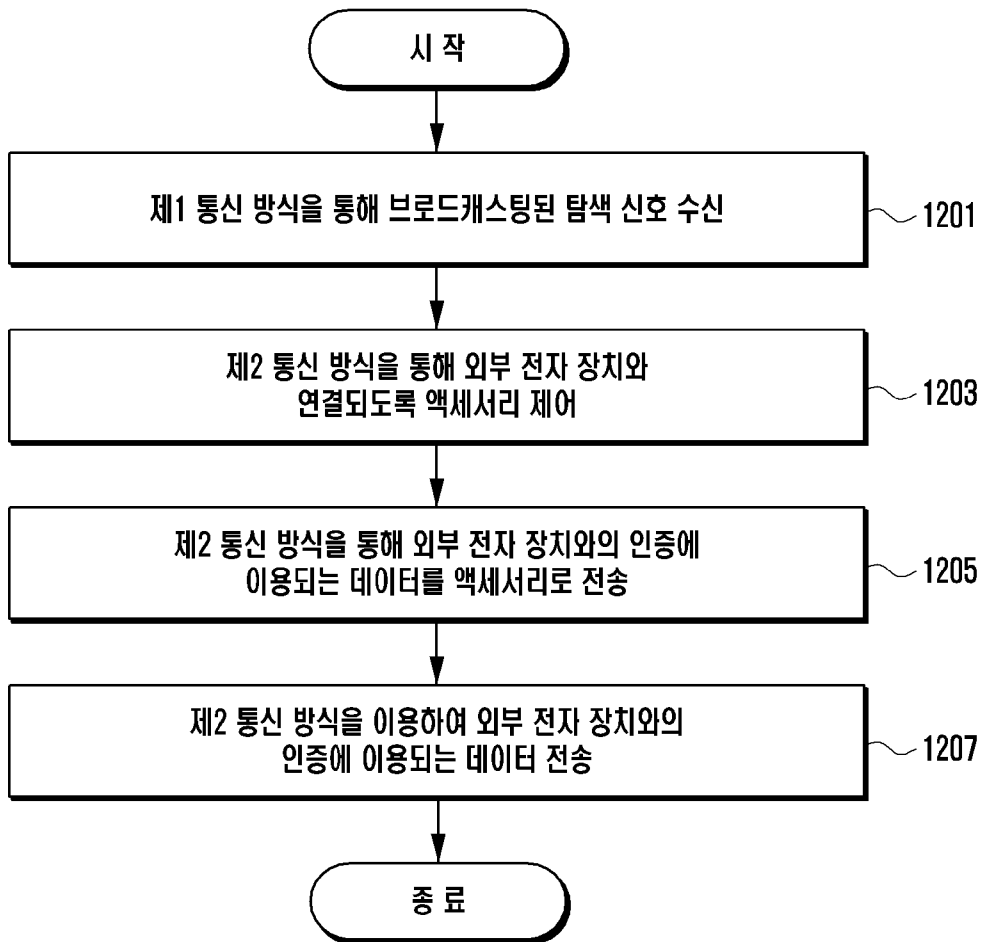 시 작
제1 통신 방식을 통해 브로드캐스팅된 탐색 신호 수신
1201
제2 통신 방식을 통해 외부 전자 장치와
연결되도록 액세서리 제어
1203
제2 통신 방식을 통해 외부 전자 장치와의 인증에
이용되는 데이터를 액세서리로 전송
1205
제2 통신 방식을 이용하여 외부 전자 장치와의
인증에 이용되는 데이터 전송
1207
종 료